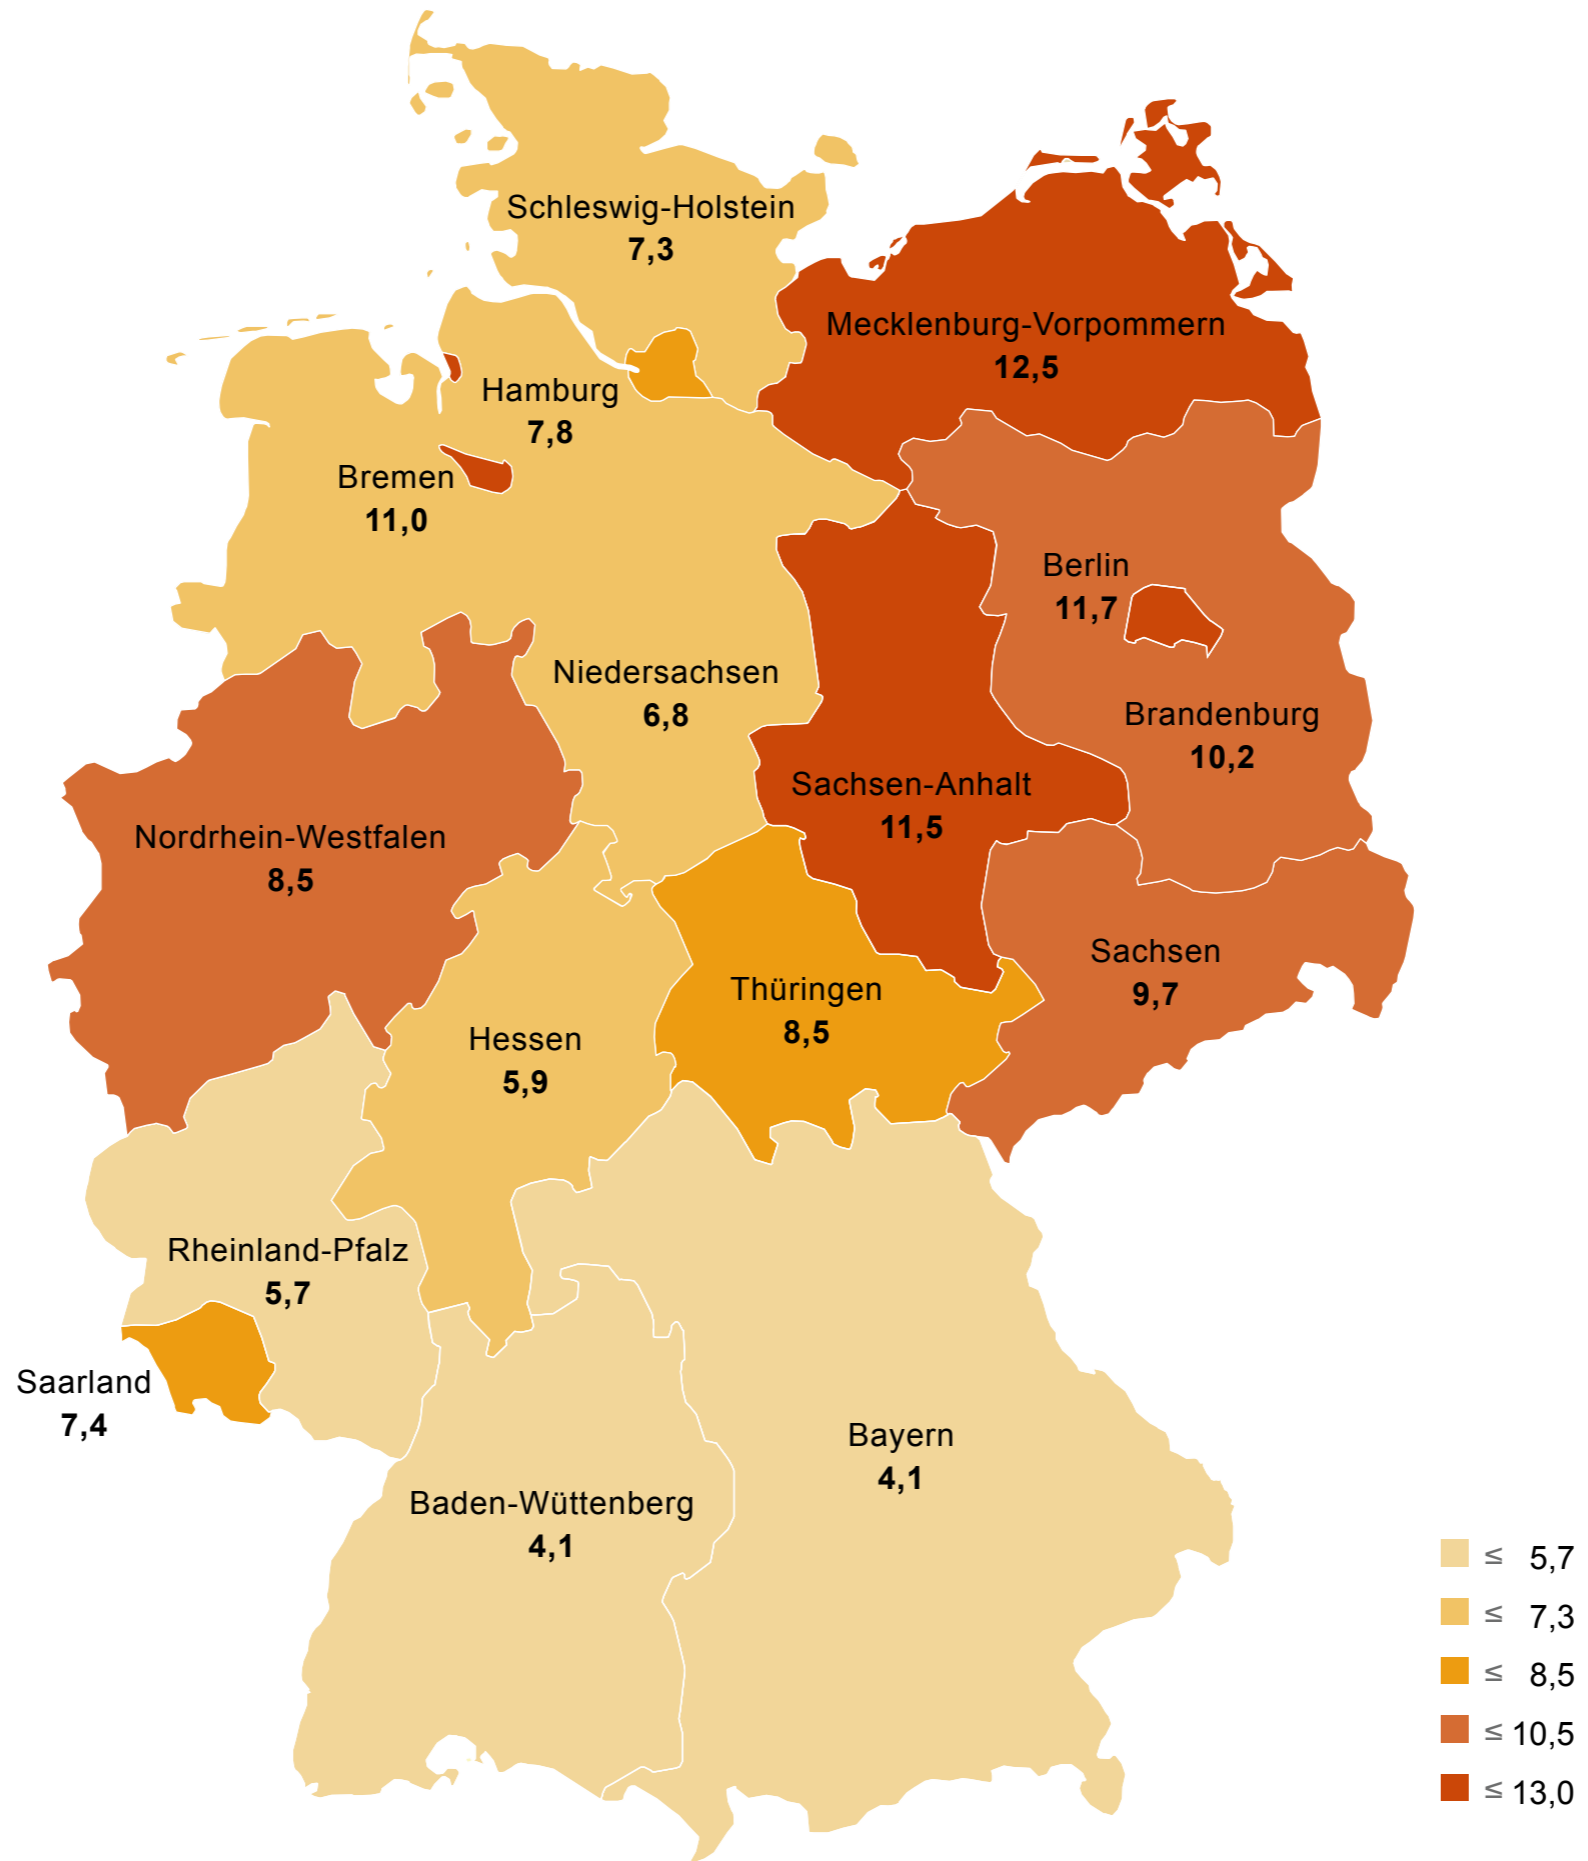 Schleswig-Holstein
7,3
Mecklenburg-Vorpommern
12,5
Hamburg
7,8
Bremen
11,0
Berlin
11,7
Niedersachsen
6,8
Brandenburg
10,2
Sachsen-Anhalt
11,5
Nordrhein-Westfalen
8,5
Sachsen
9,7
Thüringen
8,5
Hessen
5,9
Rheinland-Pfalz
5,7
Saarland
7,4
Bayern
4,1
Baden-Wüttenberg
4,1
≤ 5,7
≤ 7,3
≤ 8,5
≤ 10,5
≤ 13,0